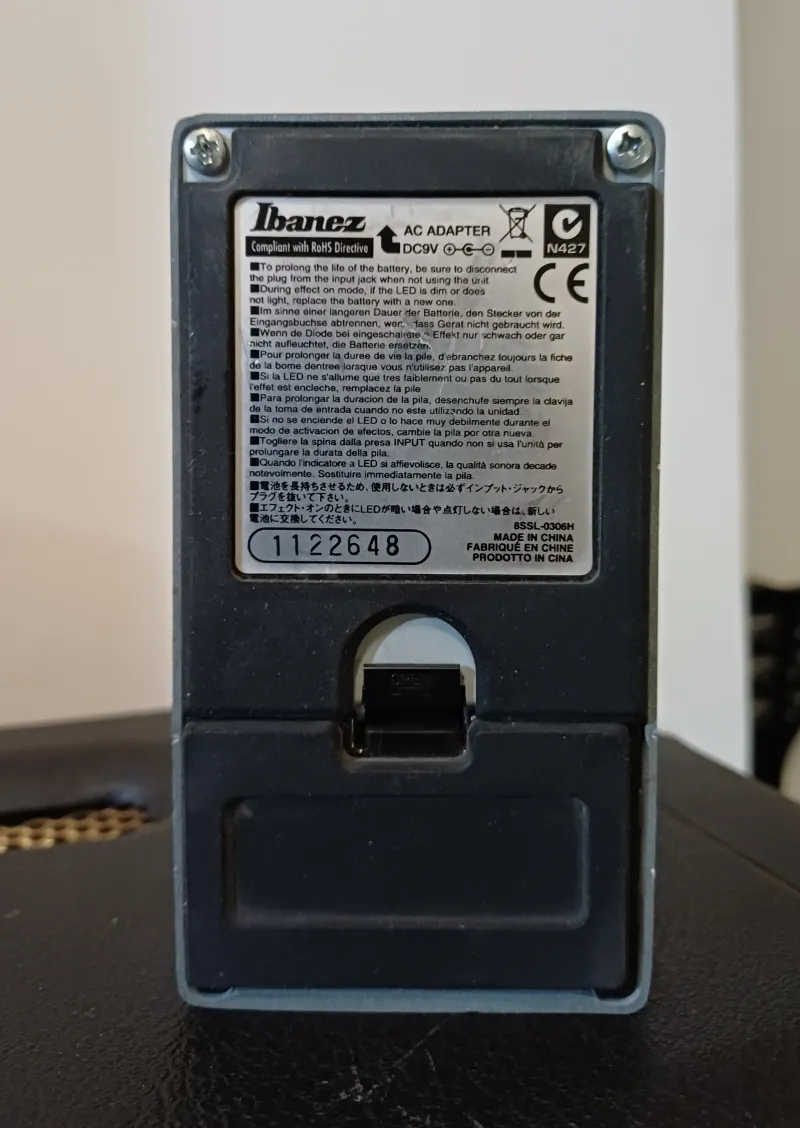 Ibanez
Compliant with RoHS Directive
AC ADAPTER
DC9V
N427
CE
■To prolong the life of the battery, be sure to disconnect
the plug from the input jack when not using the unit.
■During effect on mode, if the LED is dim or does
not light, replace the battery with a new one.
■Im sinne einer langeren Dauer der Batterie, den Stecker von der
Eingangsbuchse abtrennen, wenn dass Gerat nicht gebraucht wird.
■Wenn de Diode bei eingeschaltetem Effekt nur schwach oder gar
nicht aufleuchtet, die Batterie ersetzen.
■Pour prolonger la duree de vie la pile, d'ebranchez toujours la fiche
de la borne dentree lorsque vous n'utilisez pas l'appareil.
■Si la LED ne s'allume que tres faiblement ou pas du tout lorsque
l'effet est encleche, remplacez la pile
■Para prolongar la duracion de la pila, desenchufe siempre la clavija
de la toma de entrada cuando no este utilizando la unidad.
■Si no se enciende el LED o lo hace muy debilmente durante el
modo de activacion de efectos, cambie la pila por otra nueva.
■Togliere la spina dalla presa INPUT quando non si usa l'unità per
prolungare la durata della pila.
■Quando l'indicatore a LED si affievolisce, la qualità sonora decade
notevolmente. Sostituire immediatamente la pila.
■電池を長持ちさせるため、使用しないときは必ずインプット・ジャックから
プラグを抜いて下さい。
■エフェクト・オンのときにLEDが暗い場合や点灯しない場合は、新しい
電池に交換してください。
8SSL-0306H
MADE IN CHINA
FABRIQUÉ EN CHINE
PRODOTTO IN CINA
1122648